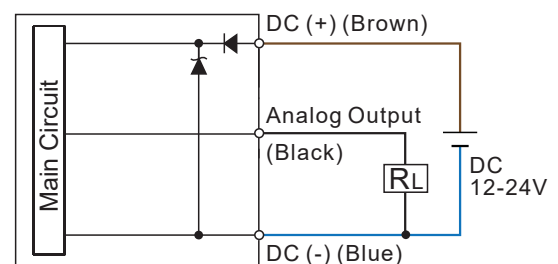 DC (+) (Brown)
Main Circuit
Analog Output
(Black)
RL
DC
12-24V
DC (-) (Blue)